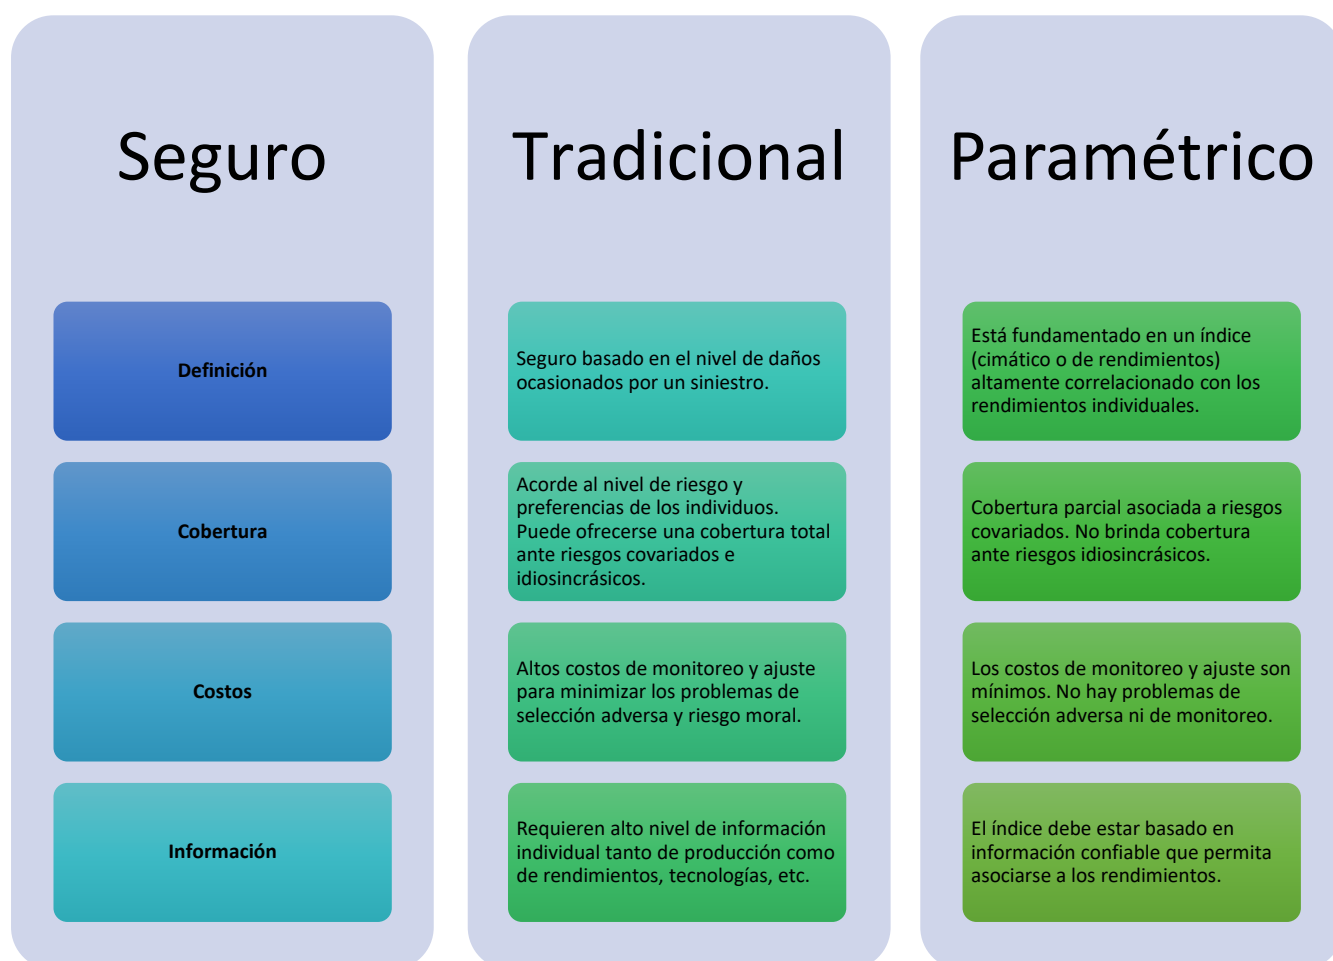 Seguro
Tradicional
Paramétrico
Definición
Seguro basado en el nivel de daños
ocasionados por un siniestro.
Está fundamentado en un índice
(cimático o de rendimientos)
altamente correlacionado con los
rendimientos individuales.
Cobertura
Acorde al nivel de riesgo y
preferencias de los individuos.
Puede ofrecerse una cobertura total
ante riesgos covariados e
idiosincrásicos.
Cobertura parcial asociada a riesgos
covariados. No brinda cobertura
ante riesgos idiosincrásicos.
Costos
Altos costos de monitoreo y ajuste
para minimizar los problemas de
selección adversa y riesgo moral.
Los costos de monitoreo y ajuste son
mínimos. No hay problemas de
selección adversa ni de monitoreo.
Información
Requieren alto nivel de información
individual tanto de producción como
de rendimientos, tecnologías, etc.
El índice debe estar basado en
información confiable que permita
asociarse a los rendimientos.